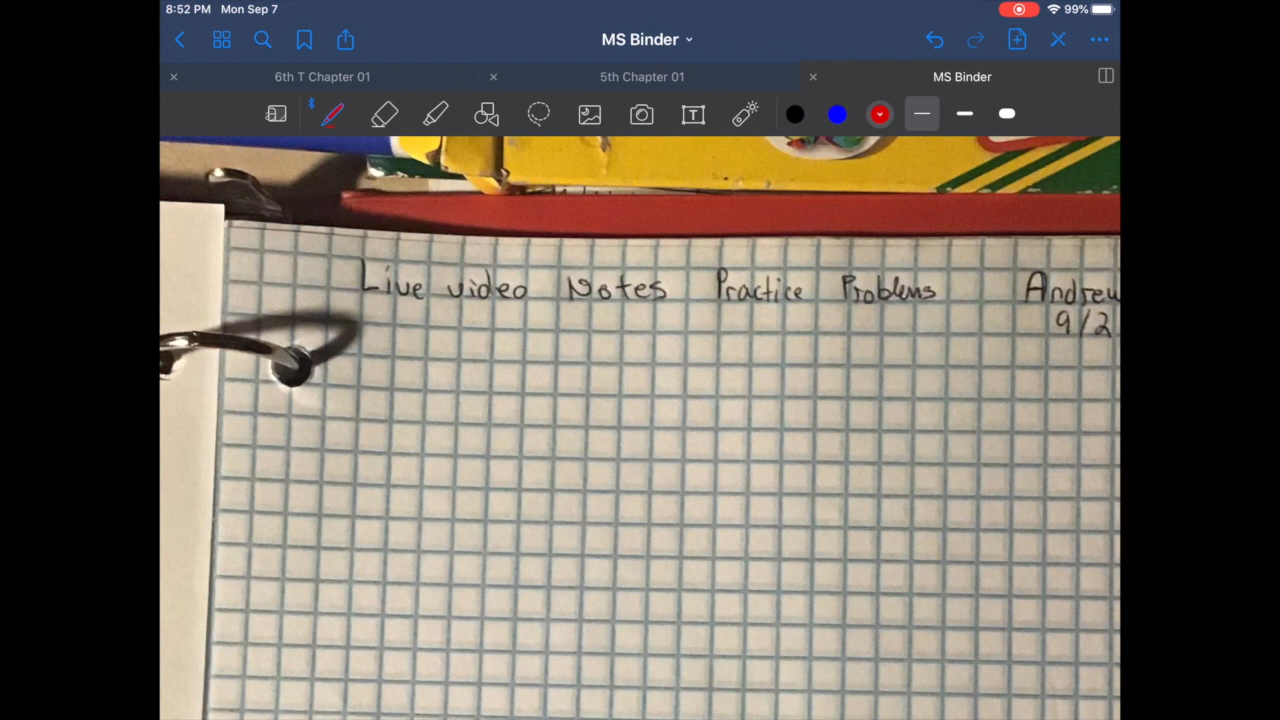 8:52 PM Mon Sep 7
99%
MS Binder
6th T Chapter 01
5th Chapter 01
MS Binder
T
Live video Notes Practice Problems Andrew
9/2